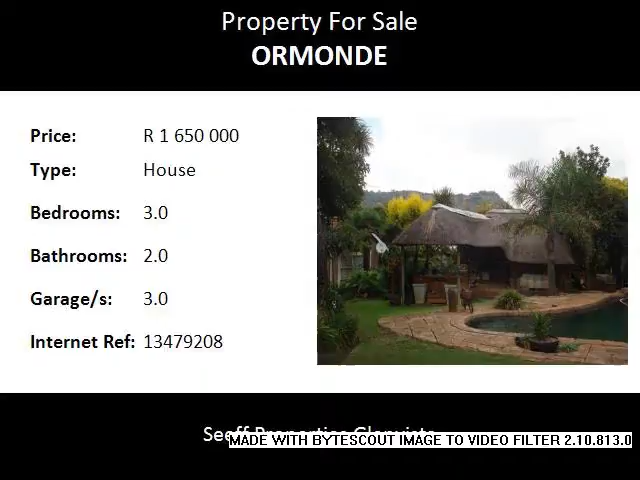 Property For Sale
ORMONDE
Price: R 1 650 000
Type: House
Bedrooms: 3.0
Bathrooms: 2.0
Garage/s: 3.0
Internet Ref: 13479208
MADE WITH BYTESCOUT IMAGE TO VIDEO FILTER 2.10.813.0